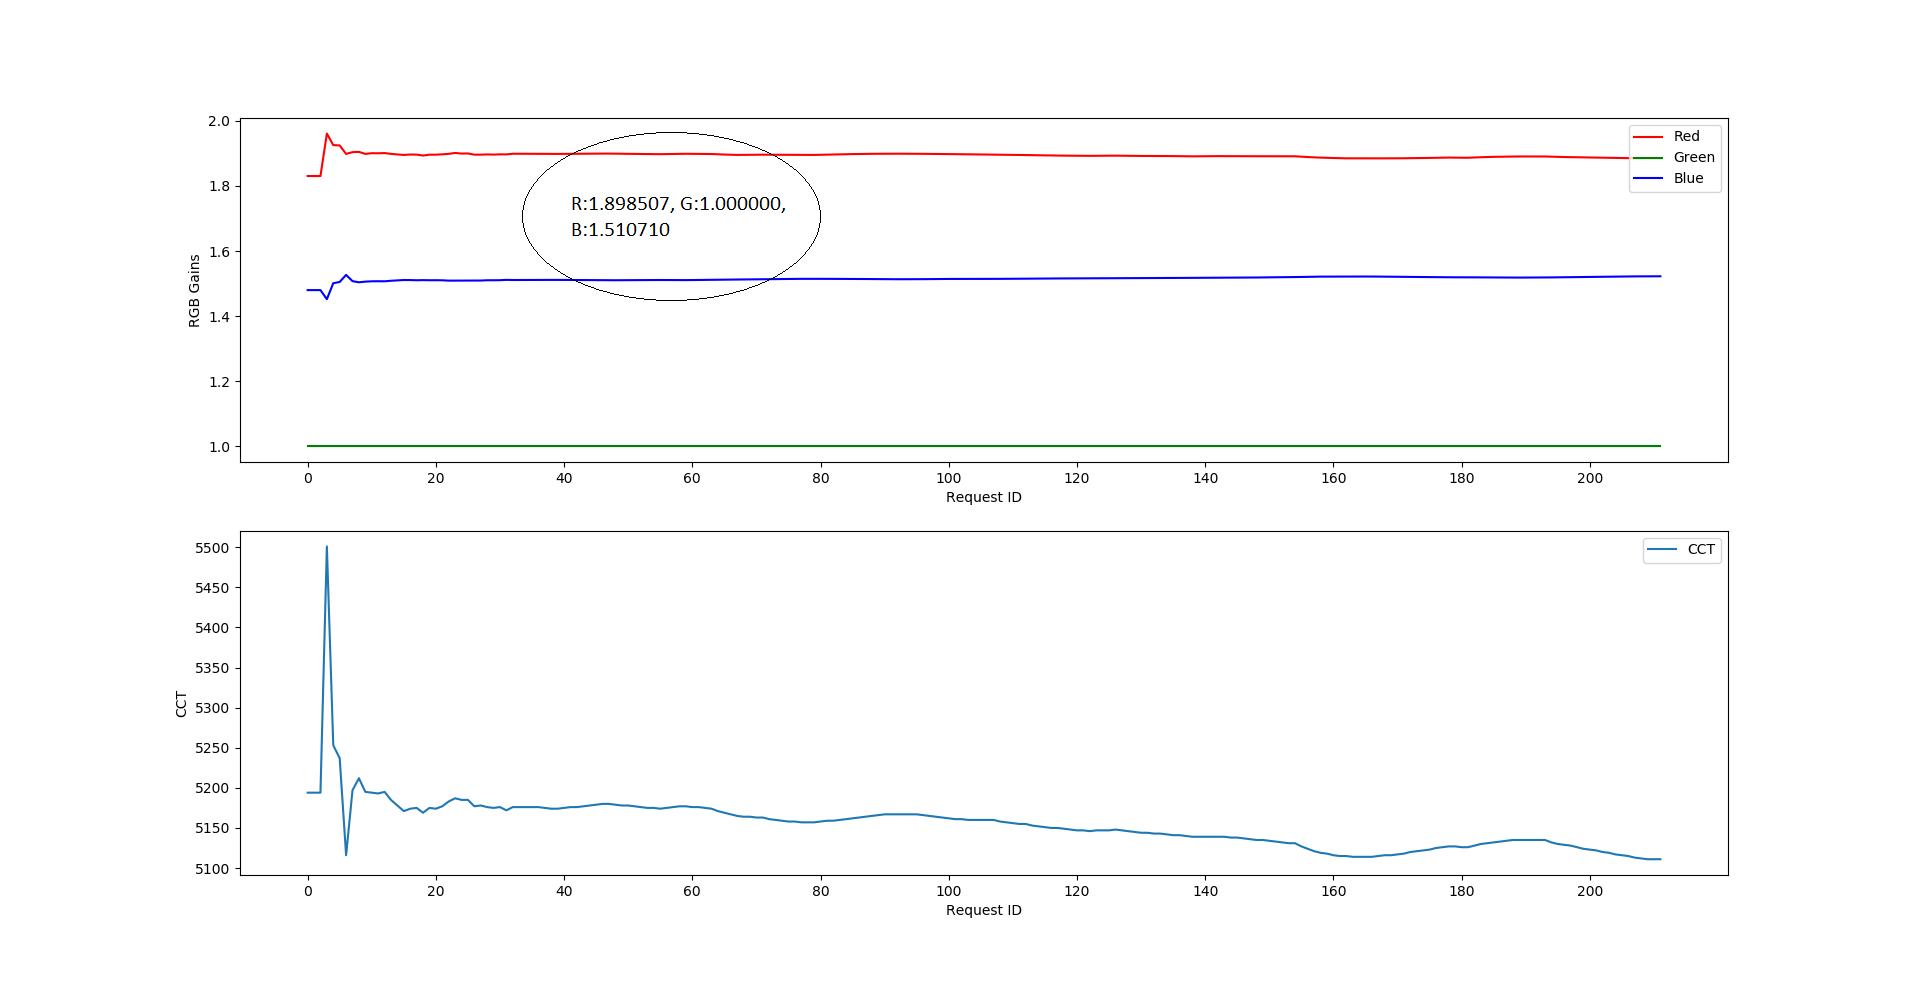 2.0
1.8
1.6
1.4
1.2
1.0
RGB Gains
R:1.898507, G:1.000000,
B:1.510710
Red
Green
Blue
0 20 40 60 80 100 120 140 160 180 200
Request ID
5500
5450
5400
5350
5300
5250
5200
5150
5100
CCT
CCT
0 20 40 60 80 100 120 140 160 180 200
Request ID